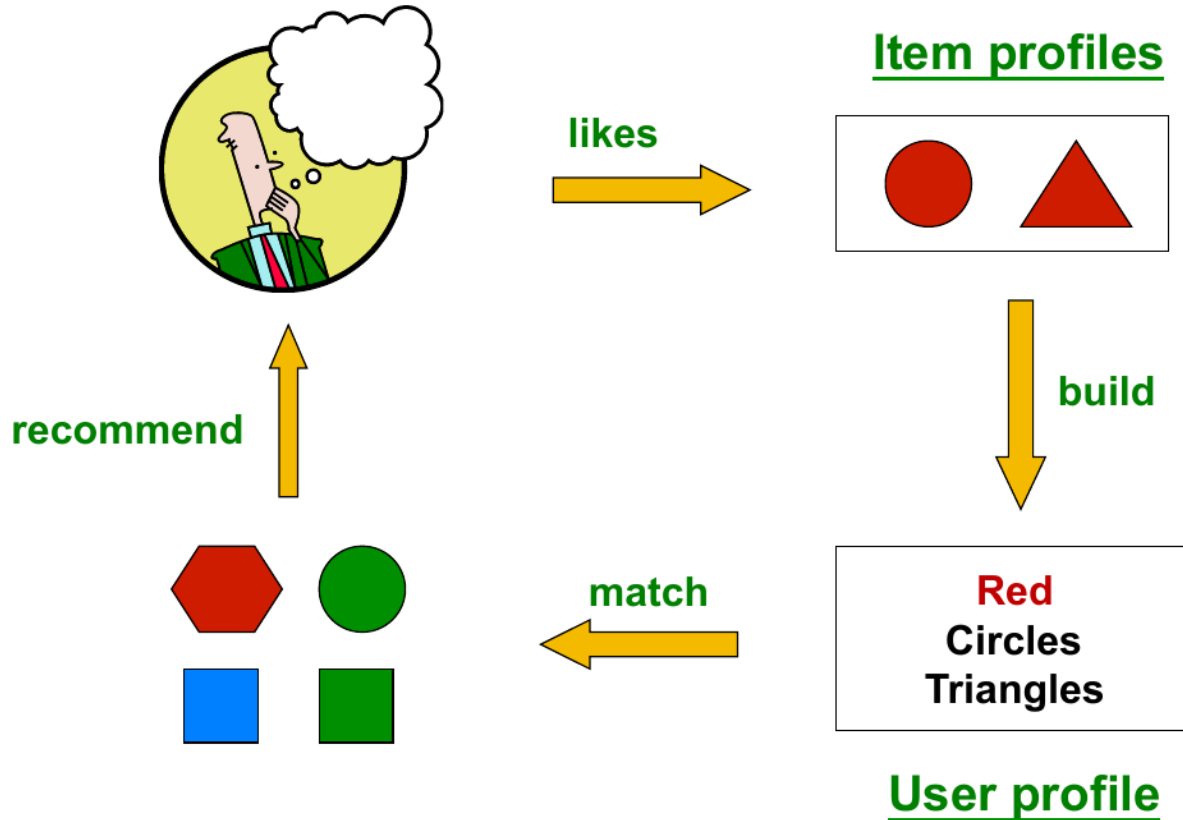 Item profiles
likes
build
recommend
match
Red
Circles
Triangles
User profile